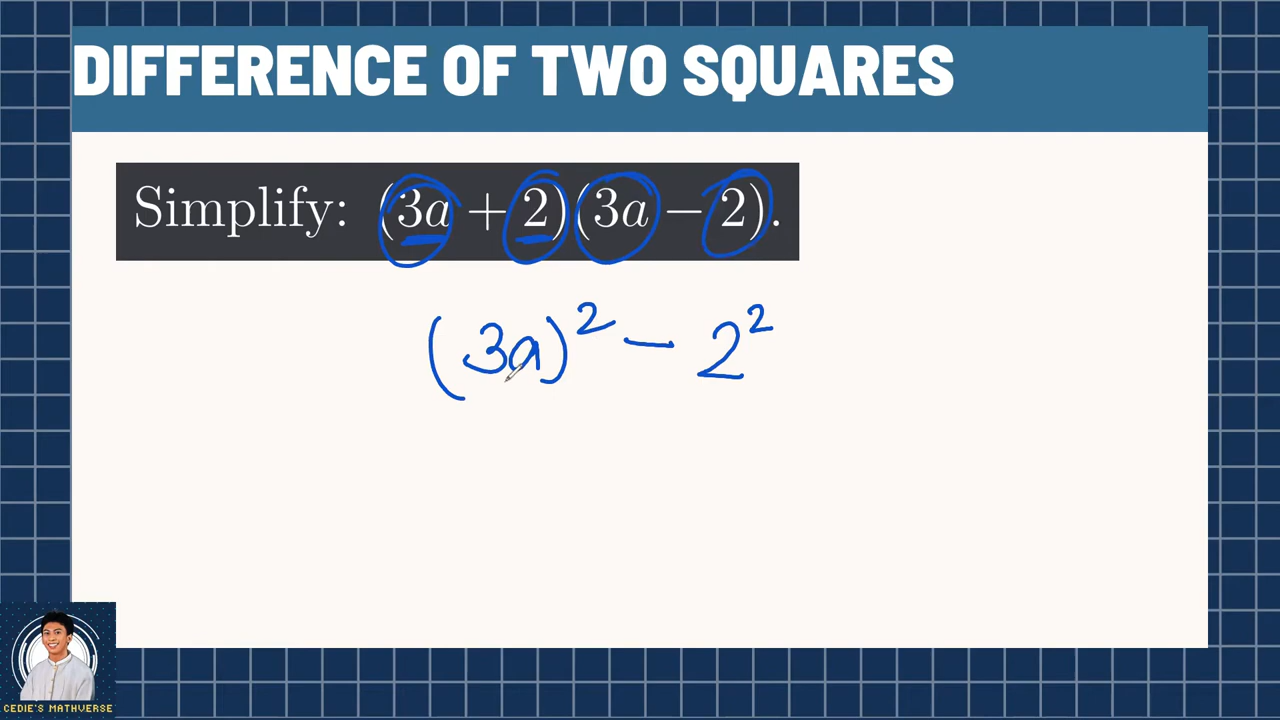 DIFFERENCE OF TWO SQUARES
Simplify: (3a + 2)(3a − 2).
(3a)² − 2²
CEDIE'S MATHVERSE